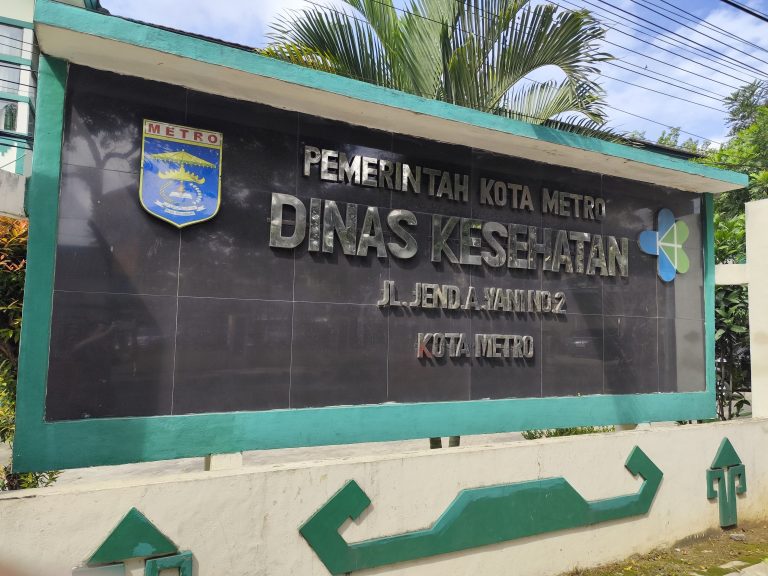 METRO
PEMERINTAH KOTA METRO
DINAS KESEHATAN
JL. JEND. A. YANI NO. 2
KOTA METRO